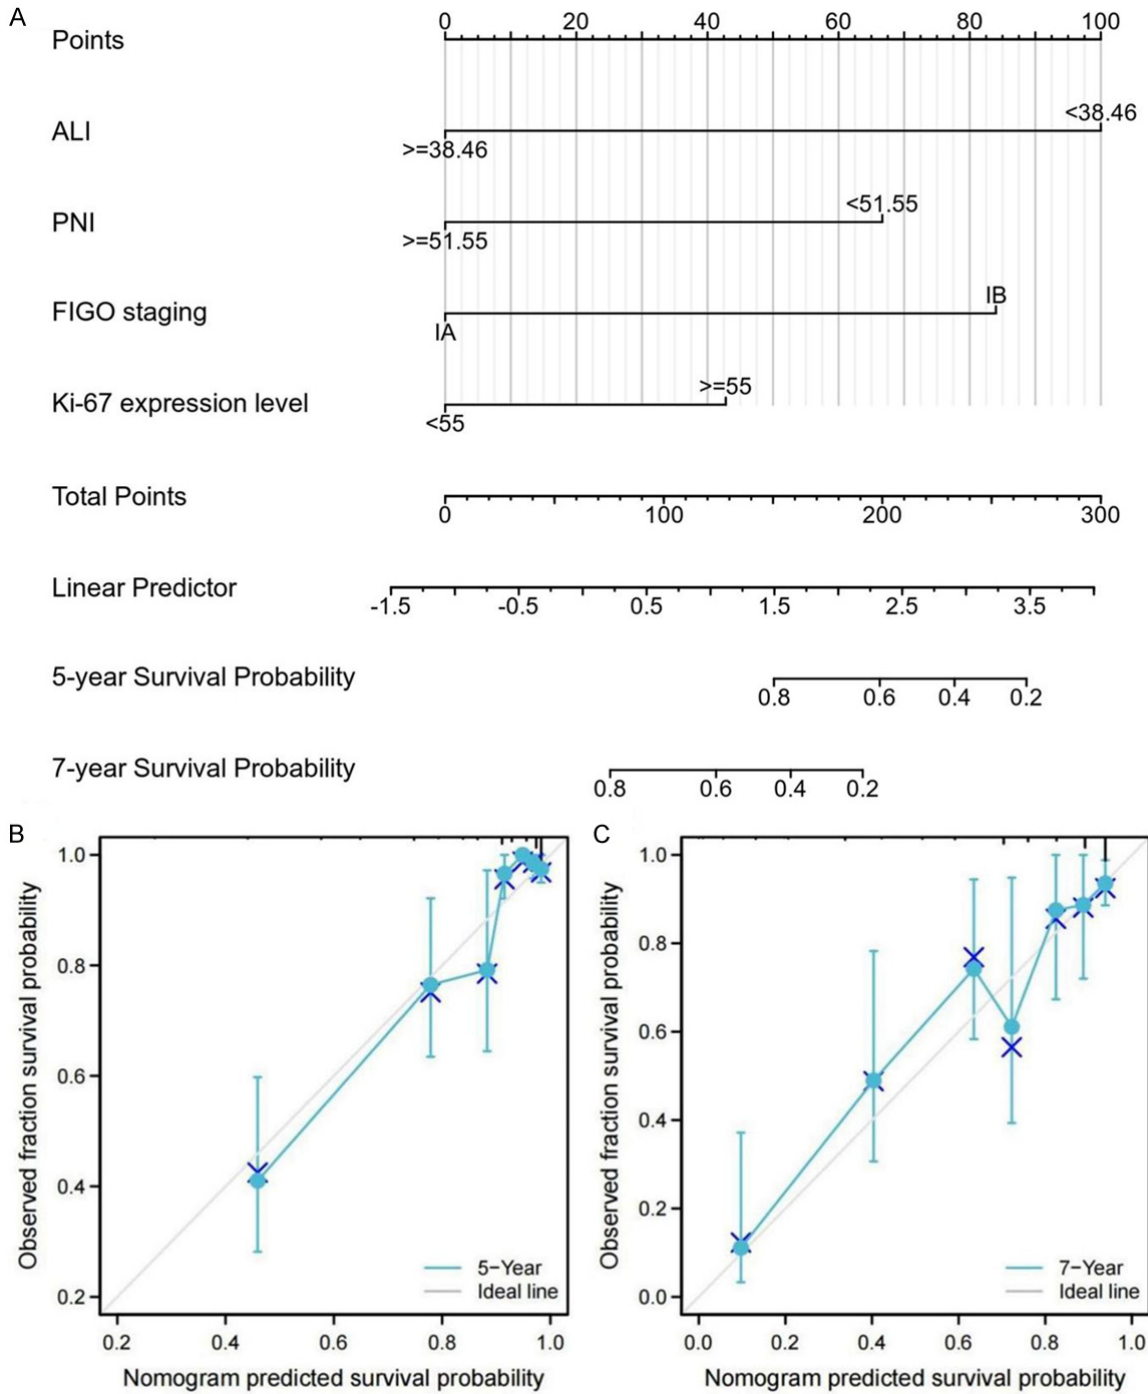 A
Points
0 20 40 60 80 100
ALI
<38.46
>=38.46
PNI
<51.55
>=51.55
FIGO staging
IB
IA
Ki-67 expression level
>=55
<55
Total Points
0 100 200 300
Linear Predictor
-1.5 -0.5 0.5 1.5 2.5 3.5
5-year Survival Probability
0.8 0.6 0.4 0.2
7-year Survival Probability
0.8 0.6 0.4 0.2
B
Observed fraction survival probability
1.0
0.8
0.6
0.4
0.2
5−Year
Ideal line
0.2 0.4 0.6 0.8 1.0
Nomogram predicted survival probability
C
Observed fraction survival probability
1.0
0.8
0.6
0.4
0.2
0.0
7−Year
Ideal line
0.0 0.2 0.4 0.6 0.8 1.0
Nomogram predicted survival probability